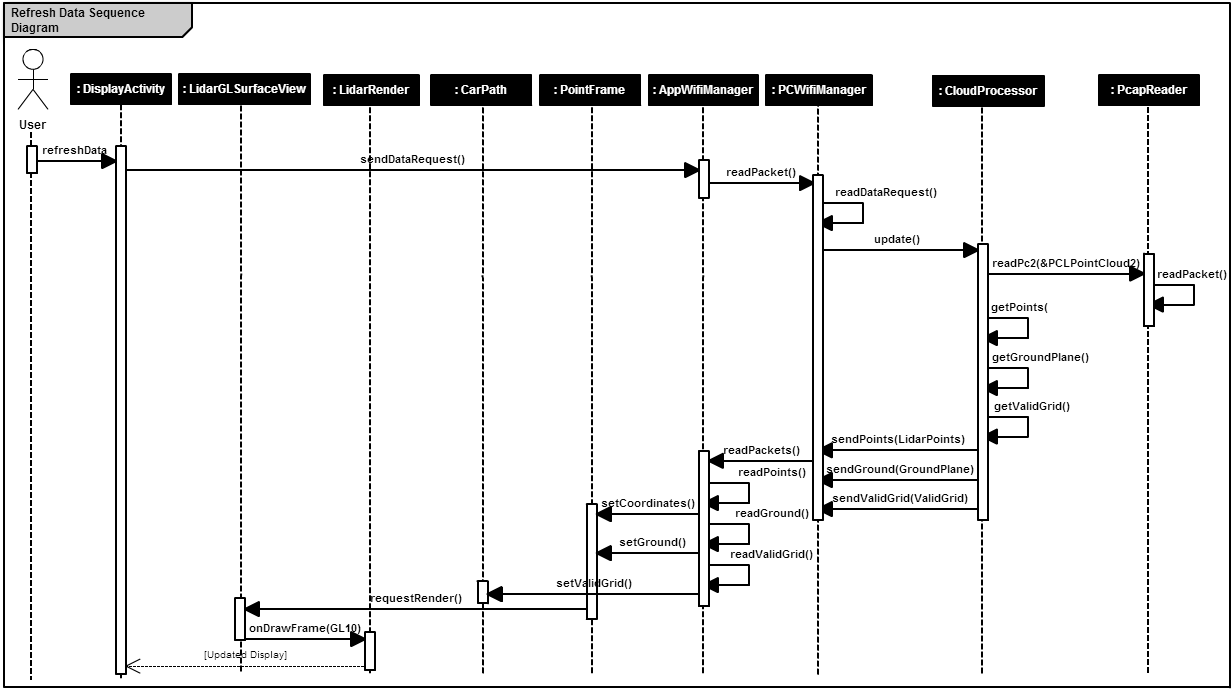 Refresh Data Sequence
Diagram
: DisplayActivity
: LidarGLSurfaceView
: LidarRender
: CarPath
: PointFrame
: AppWifiManager
: PCWifiManager
: CloudProcessor
: PcapReader
User
refreshData
sendDataRequest()
readPacket()
readDataRequest()
update()
readPc2(&PCLPointCloud2)
readPacket()
getPoints(
getGroundPlane()
getValidGrid()
sendPoints(LidarPoints)
readPackets()
sendGround(GroundPlane)
readPoints()
sendValidGrid(ValidGrid)
setCoordinates()
readGround()
setGround()
readValidGrid()
setValidGrid()
requestRender()
onDrawFrame(GL10)
[Updated Display]